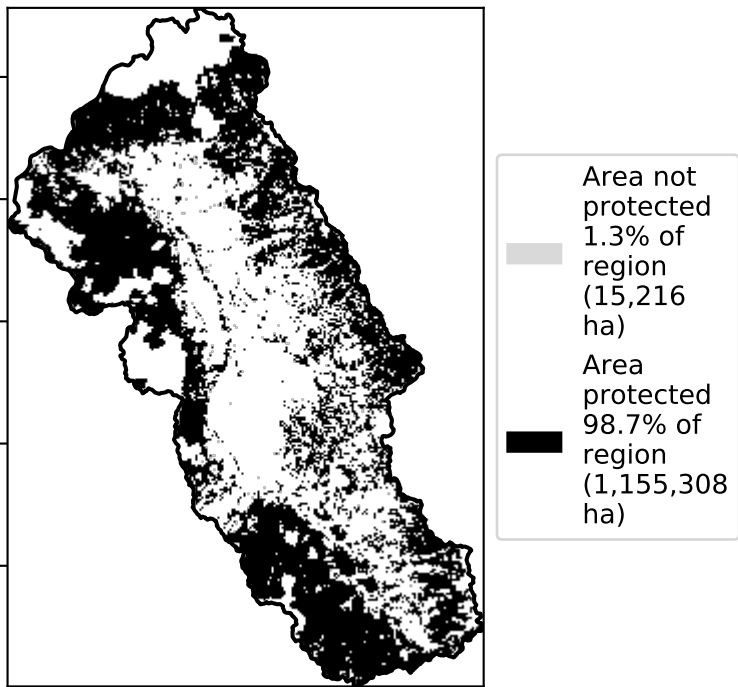 Area not
protected
1.3% of
region
(15,216
ha)
Area
protected
98.7% of
region
(1,155,308
ha)